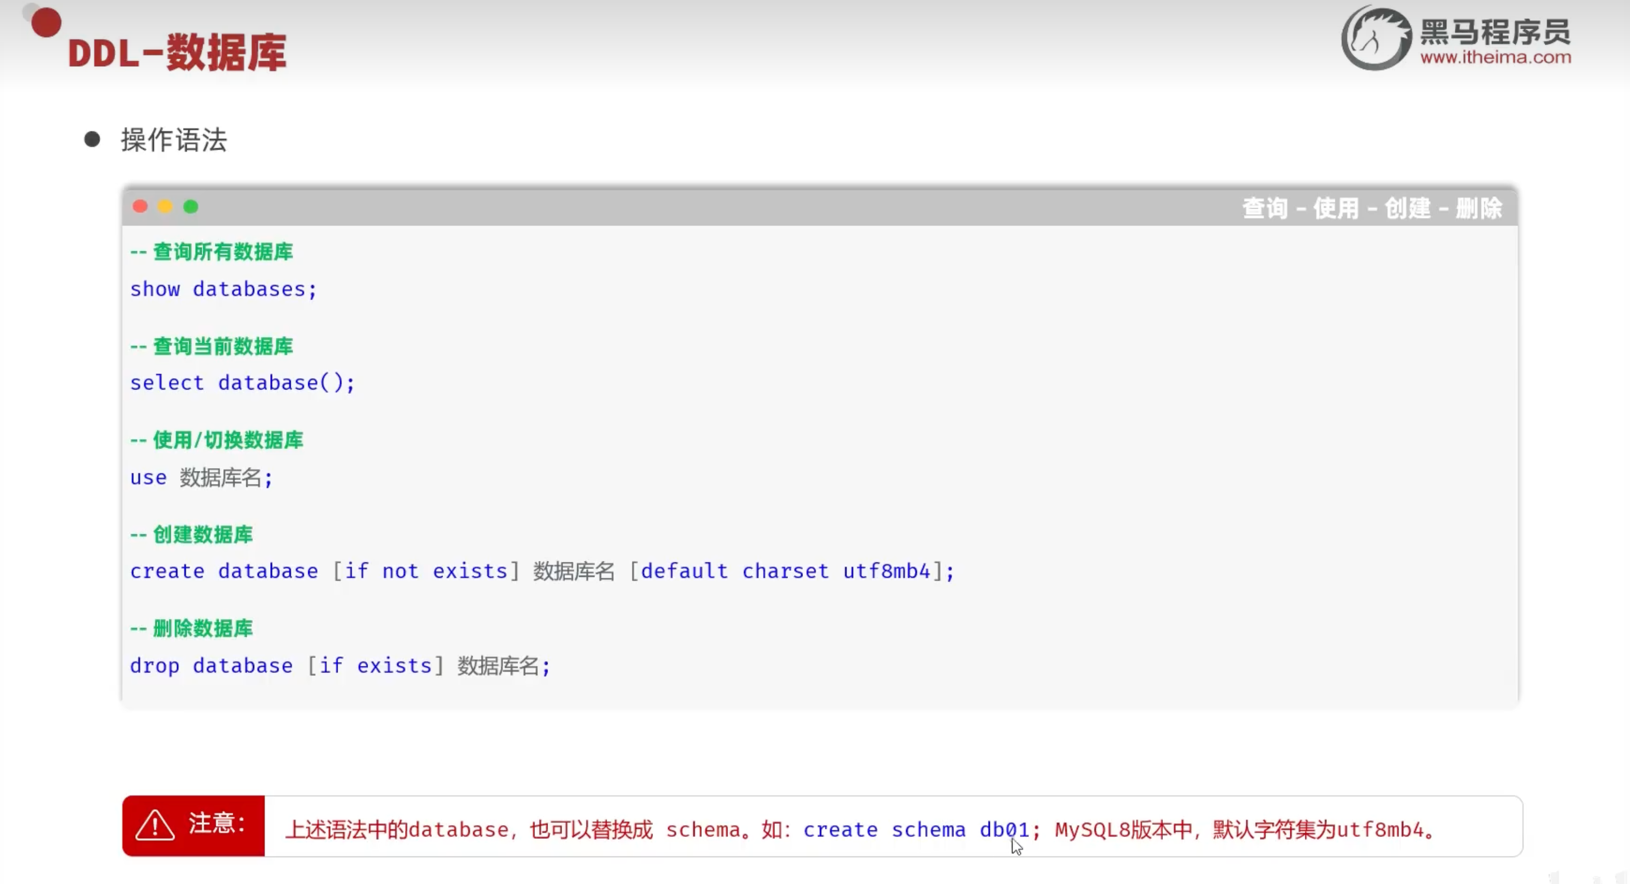 DDL-数据库
黑马程序员
www.itheima.com
操作语法
查询 - 使用 - 创建 - 删除
-- 查询所有数据库
show databases;
-- 查询当前数据库
select database();
-- 使用/切换数据库
use 数据库名;
-- 创建数据库
create database [if not exists] 数据库名 [default charset utf8mb4];
-- 删除数据库
drop database [if exists] 数据库名;
注意: 上述语法中的database, 也可以替换成 schema。如: create schema db01; MySQL8版本中, 默认字符集为utf8mb4。